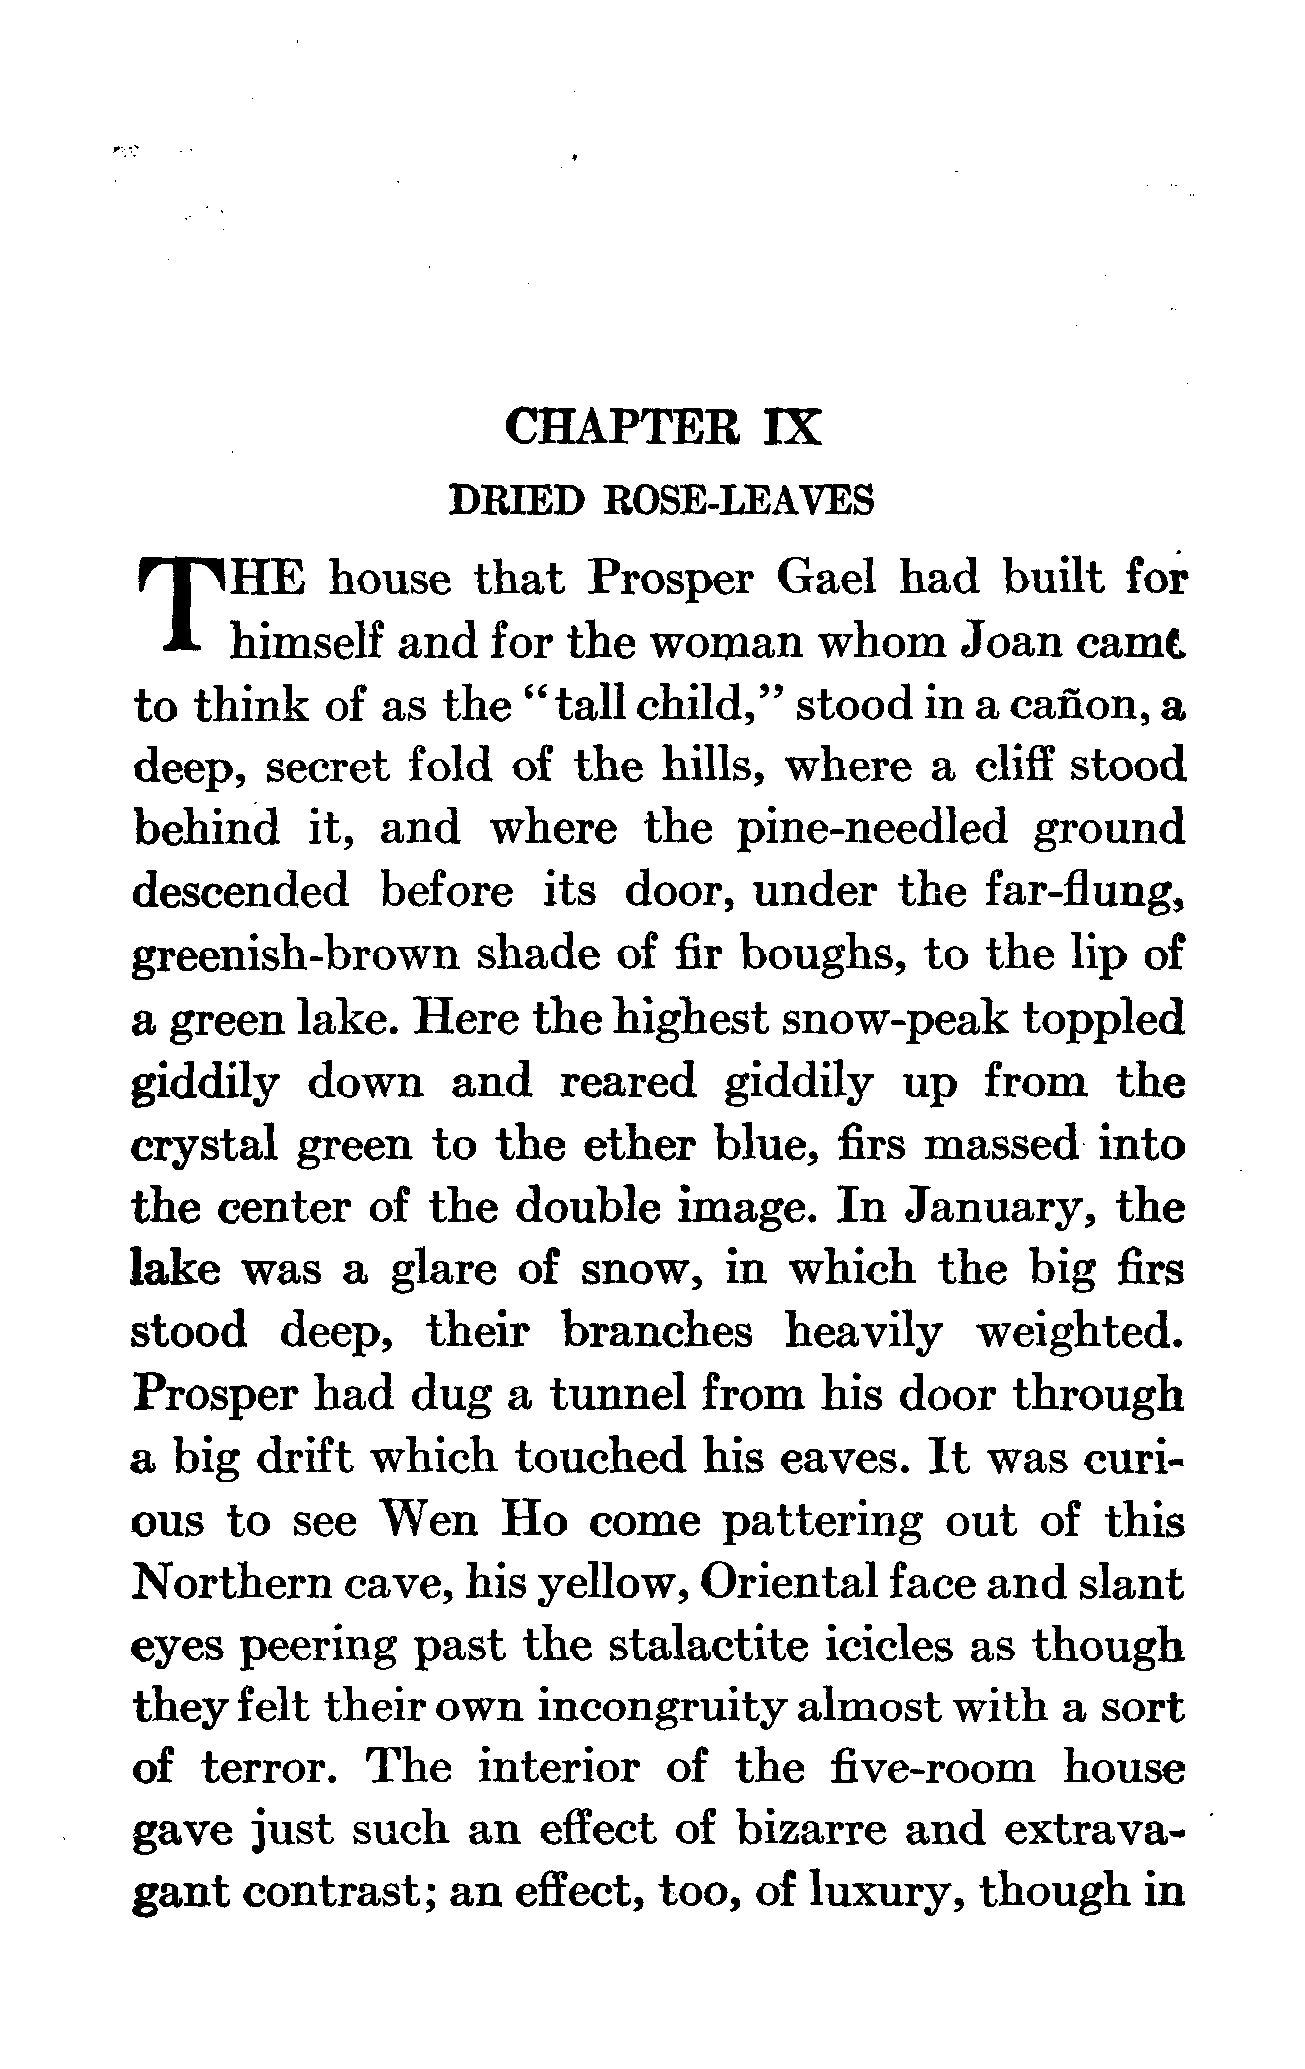 CHAPTER IX
DRIED ROSE-LEAVES
THE house that Prosper Gael had built for
himself and for the woman whom Joan came
to think of as the “tall child,” stood in a cañon, a
deep, secret fold of the hills, where a cliff stood
behind it, and where the pine-needled ground
descended before its door, under the far-flung,
greenish-brown shade of fir boughs, to the lip of
a green lake. Here the highest snow-peak toppled
giddily down and reared giddily up from the
crystal green to the ether blue, firs massed into
the center of the double image. In January, the
lake was a glare of snow, in which the big firs
stood deep, their branches heavily weighted.
Prosper had dug a tunnel from his door through
a big drift which touched his eaves. It was curi-
ous to see Wen Ho come pattering out of this
Northern cave, his yellow, Oriental face and slant
eyes peering past the stalactite icicles as though
they felt their own incongruity almost with a sort
of terror. The interior of the five-room house
gave just such an effect of bizarre and extrava-
gant contrast; an effect, too, of luxury, though in